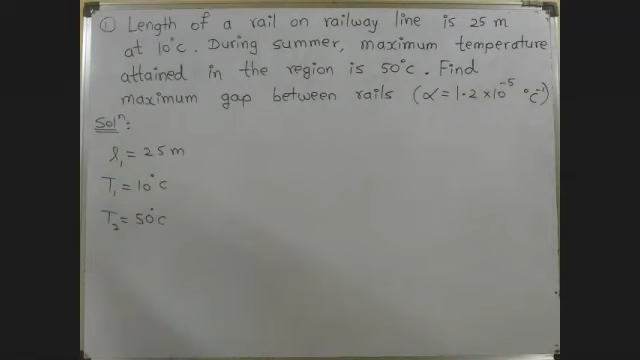 ① Length of a rail on railway line is 25 m
at 10°c. During summer, maximum temperature
attained in the region is 50°c. Find
maximum gap between rails (α = 1.2 × 10⁻⁵ °c⁻¹)
Solⁿ:
l₁ = 25 m
T₁ = 10°c
T₂ = 50°c